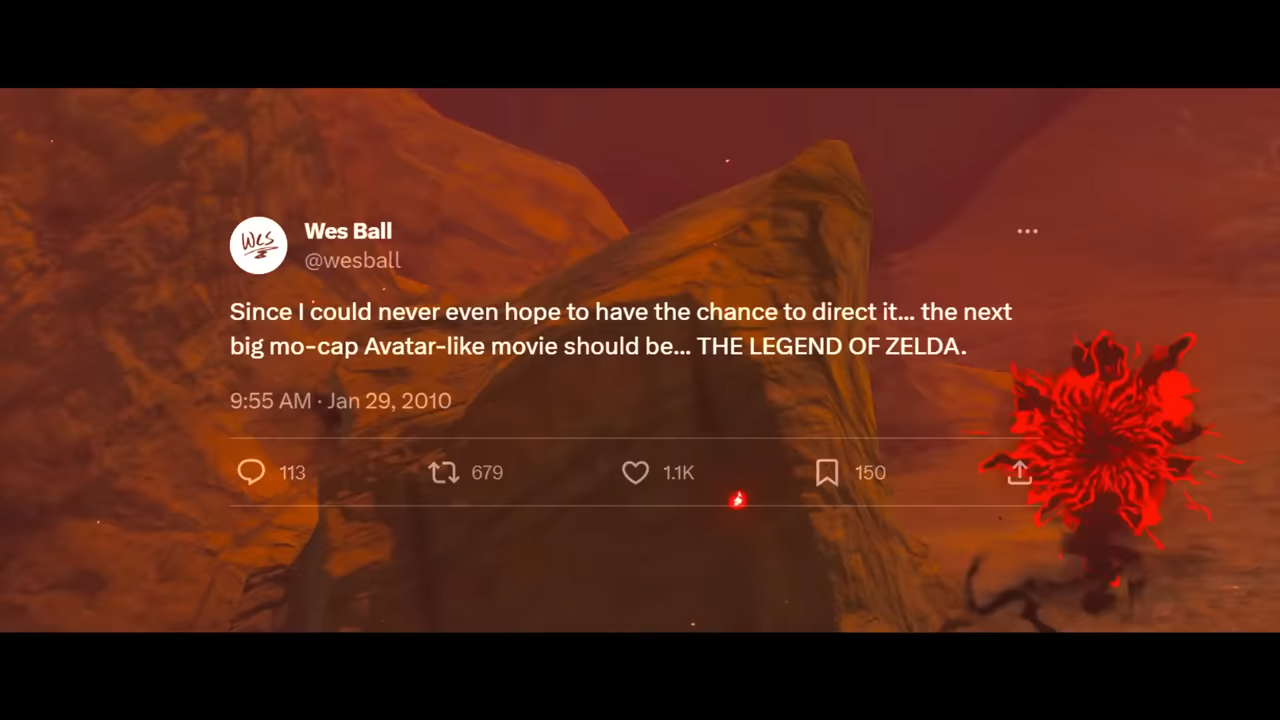 Wes
Wes Ball
@wesball
Since I could never even hope to have the chance to direct it... the next
big mo-cap Avatar-like movie should be... THE LEGEND OF ZELDA.
9:55 AM · Jan 29, 2010
113 679 1.1K 150